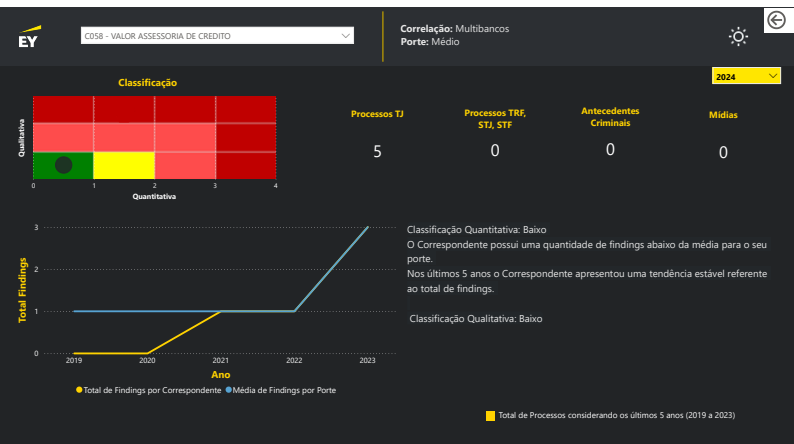 EY
C058 - VALOR ASSESSORIA DE CREDITO
Correlação: Multibancos
Porte: Médio
2024
Classificação
Qualitativa
0 1 2 3 4
Quantitativa
Processos TJ
5
Processos TRF,
STJ, STF
0
Antecedentes
Criminais
0
Mídias
0
Total Findings
3
2
1
0
2019 2020 2021 2022 2023
Ano
Total de Findings por Correspondente Média de Findings por Porte
Classificação Quantitativa: Baixo
O Correspondente possui uma quantidade de findings abaixo da média para o seu
porte.
Nos últimos 5 anos o Correspondente apresentou uma tendência estável referente
ao total de findings.
Classificação Qualitativa: Baixo
Total de Processos considerando os últimos 5 anos (2019 a 2023)